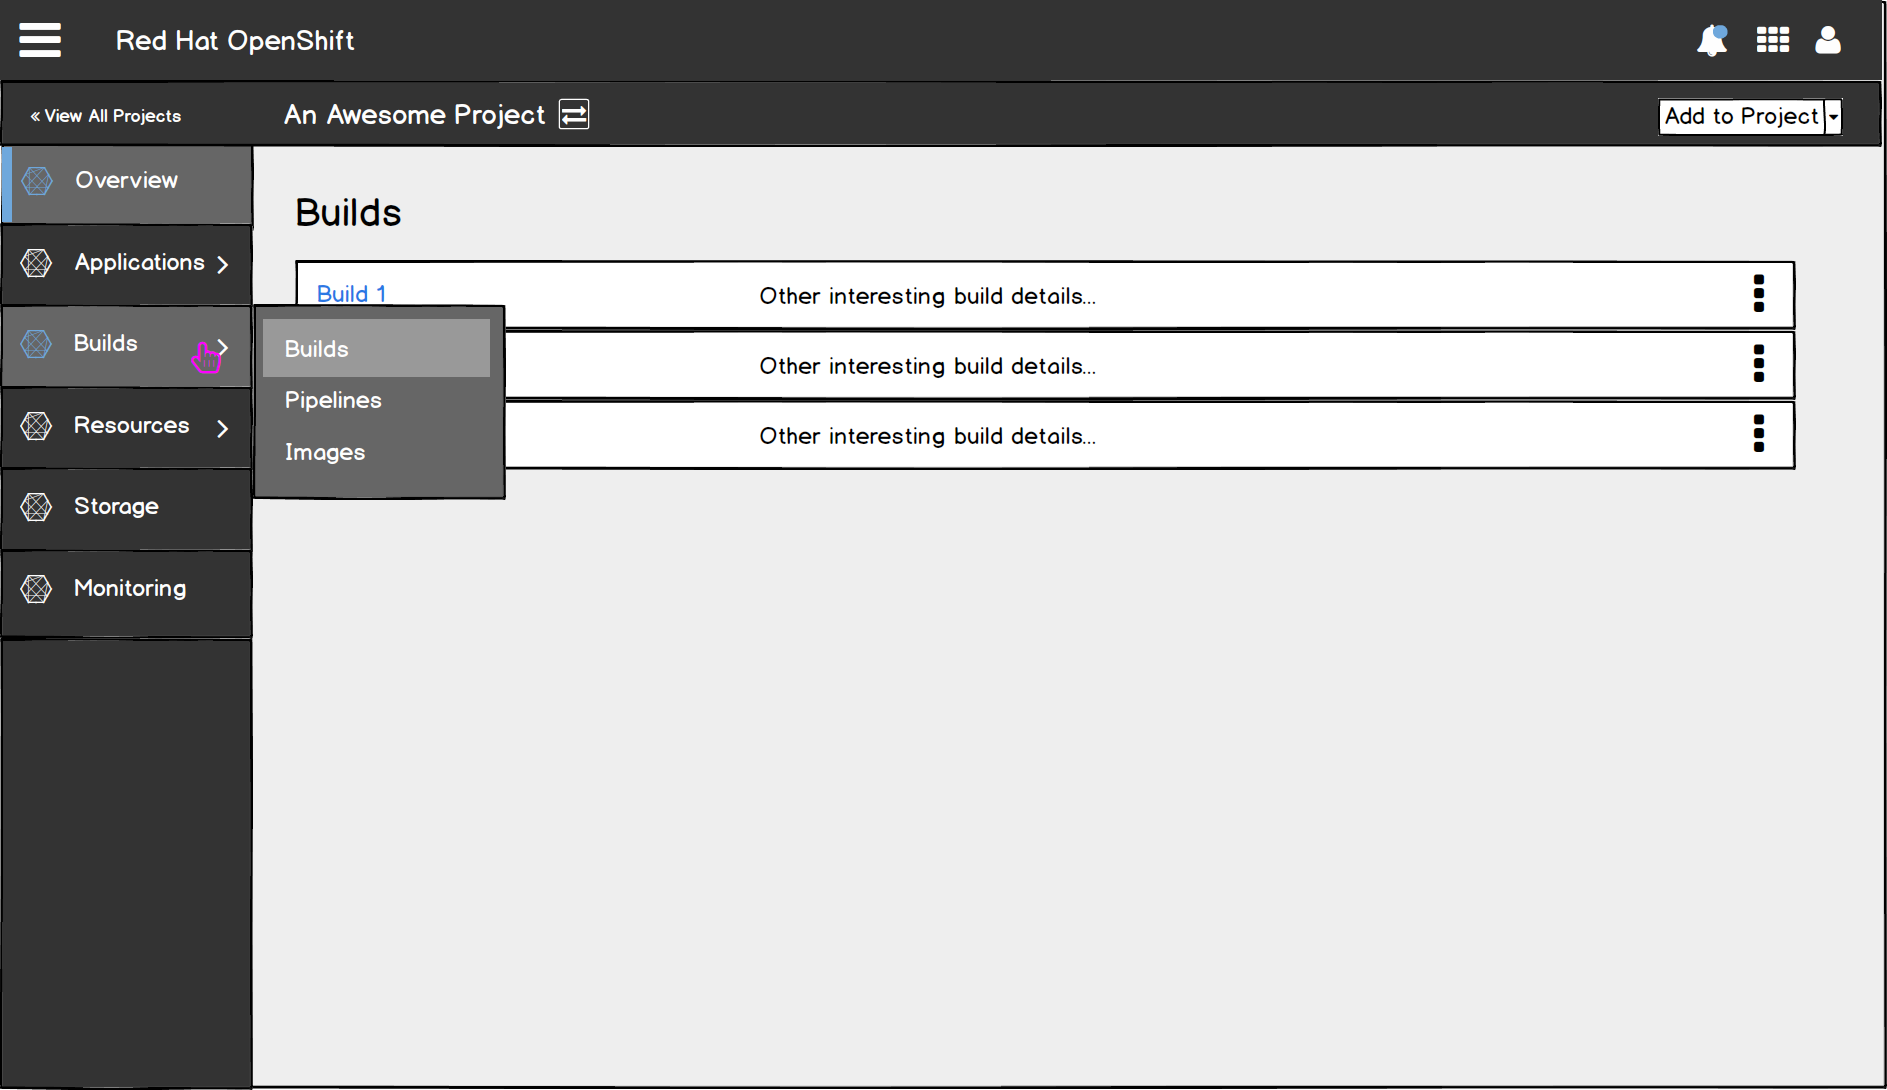 Red Hat OpenShift
« View All Projects
An Awesome Project
Add to Project
Overview
Applications
Builds
Resources
Storage
Monitoring
Builds
Pipelines
Images
Builds
Build 1
Other interesting build details...
Other interesting build details...
Other interesting build details...